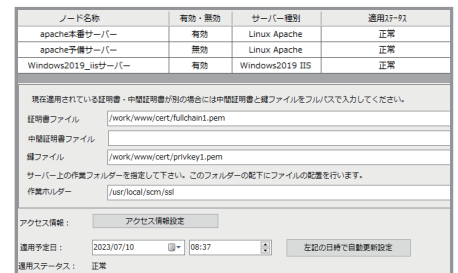 ノード名称 有効・無効 サーバー種別 適用ステータス
apache本番サーバー 有効 Linux Apache 正常
apache予備サーバー 無効 Linux Apache 正常
Windows2019_iisサーバー 有効 Windows2019 IIS 正常
現在適用されている証明書・中間証明書が別の場合には中間証明書と鍵ファイルをフルパスで入力してください。
証明書ファイル /work/www/cert/fullchain1.pem
中間証明書ファイル
鍵ファイル /work/www/cert/privkey1.pem
サーバー上の作業フォルダーを指定して下さい。このフォルダーの配下にファイルの配置を行います。
作業ホルダー /usr/local/scm/ssl
アクセス情報： アクセス情報設定
適用予定日： 2023/07/10 08:37 左記の日時で自動更新設定
適用ステータス： 正常